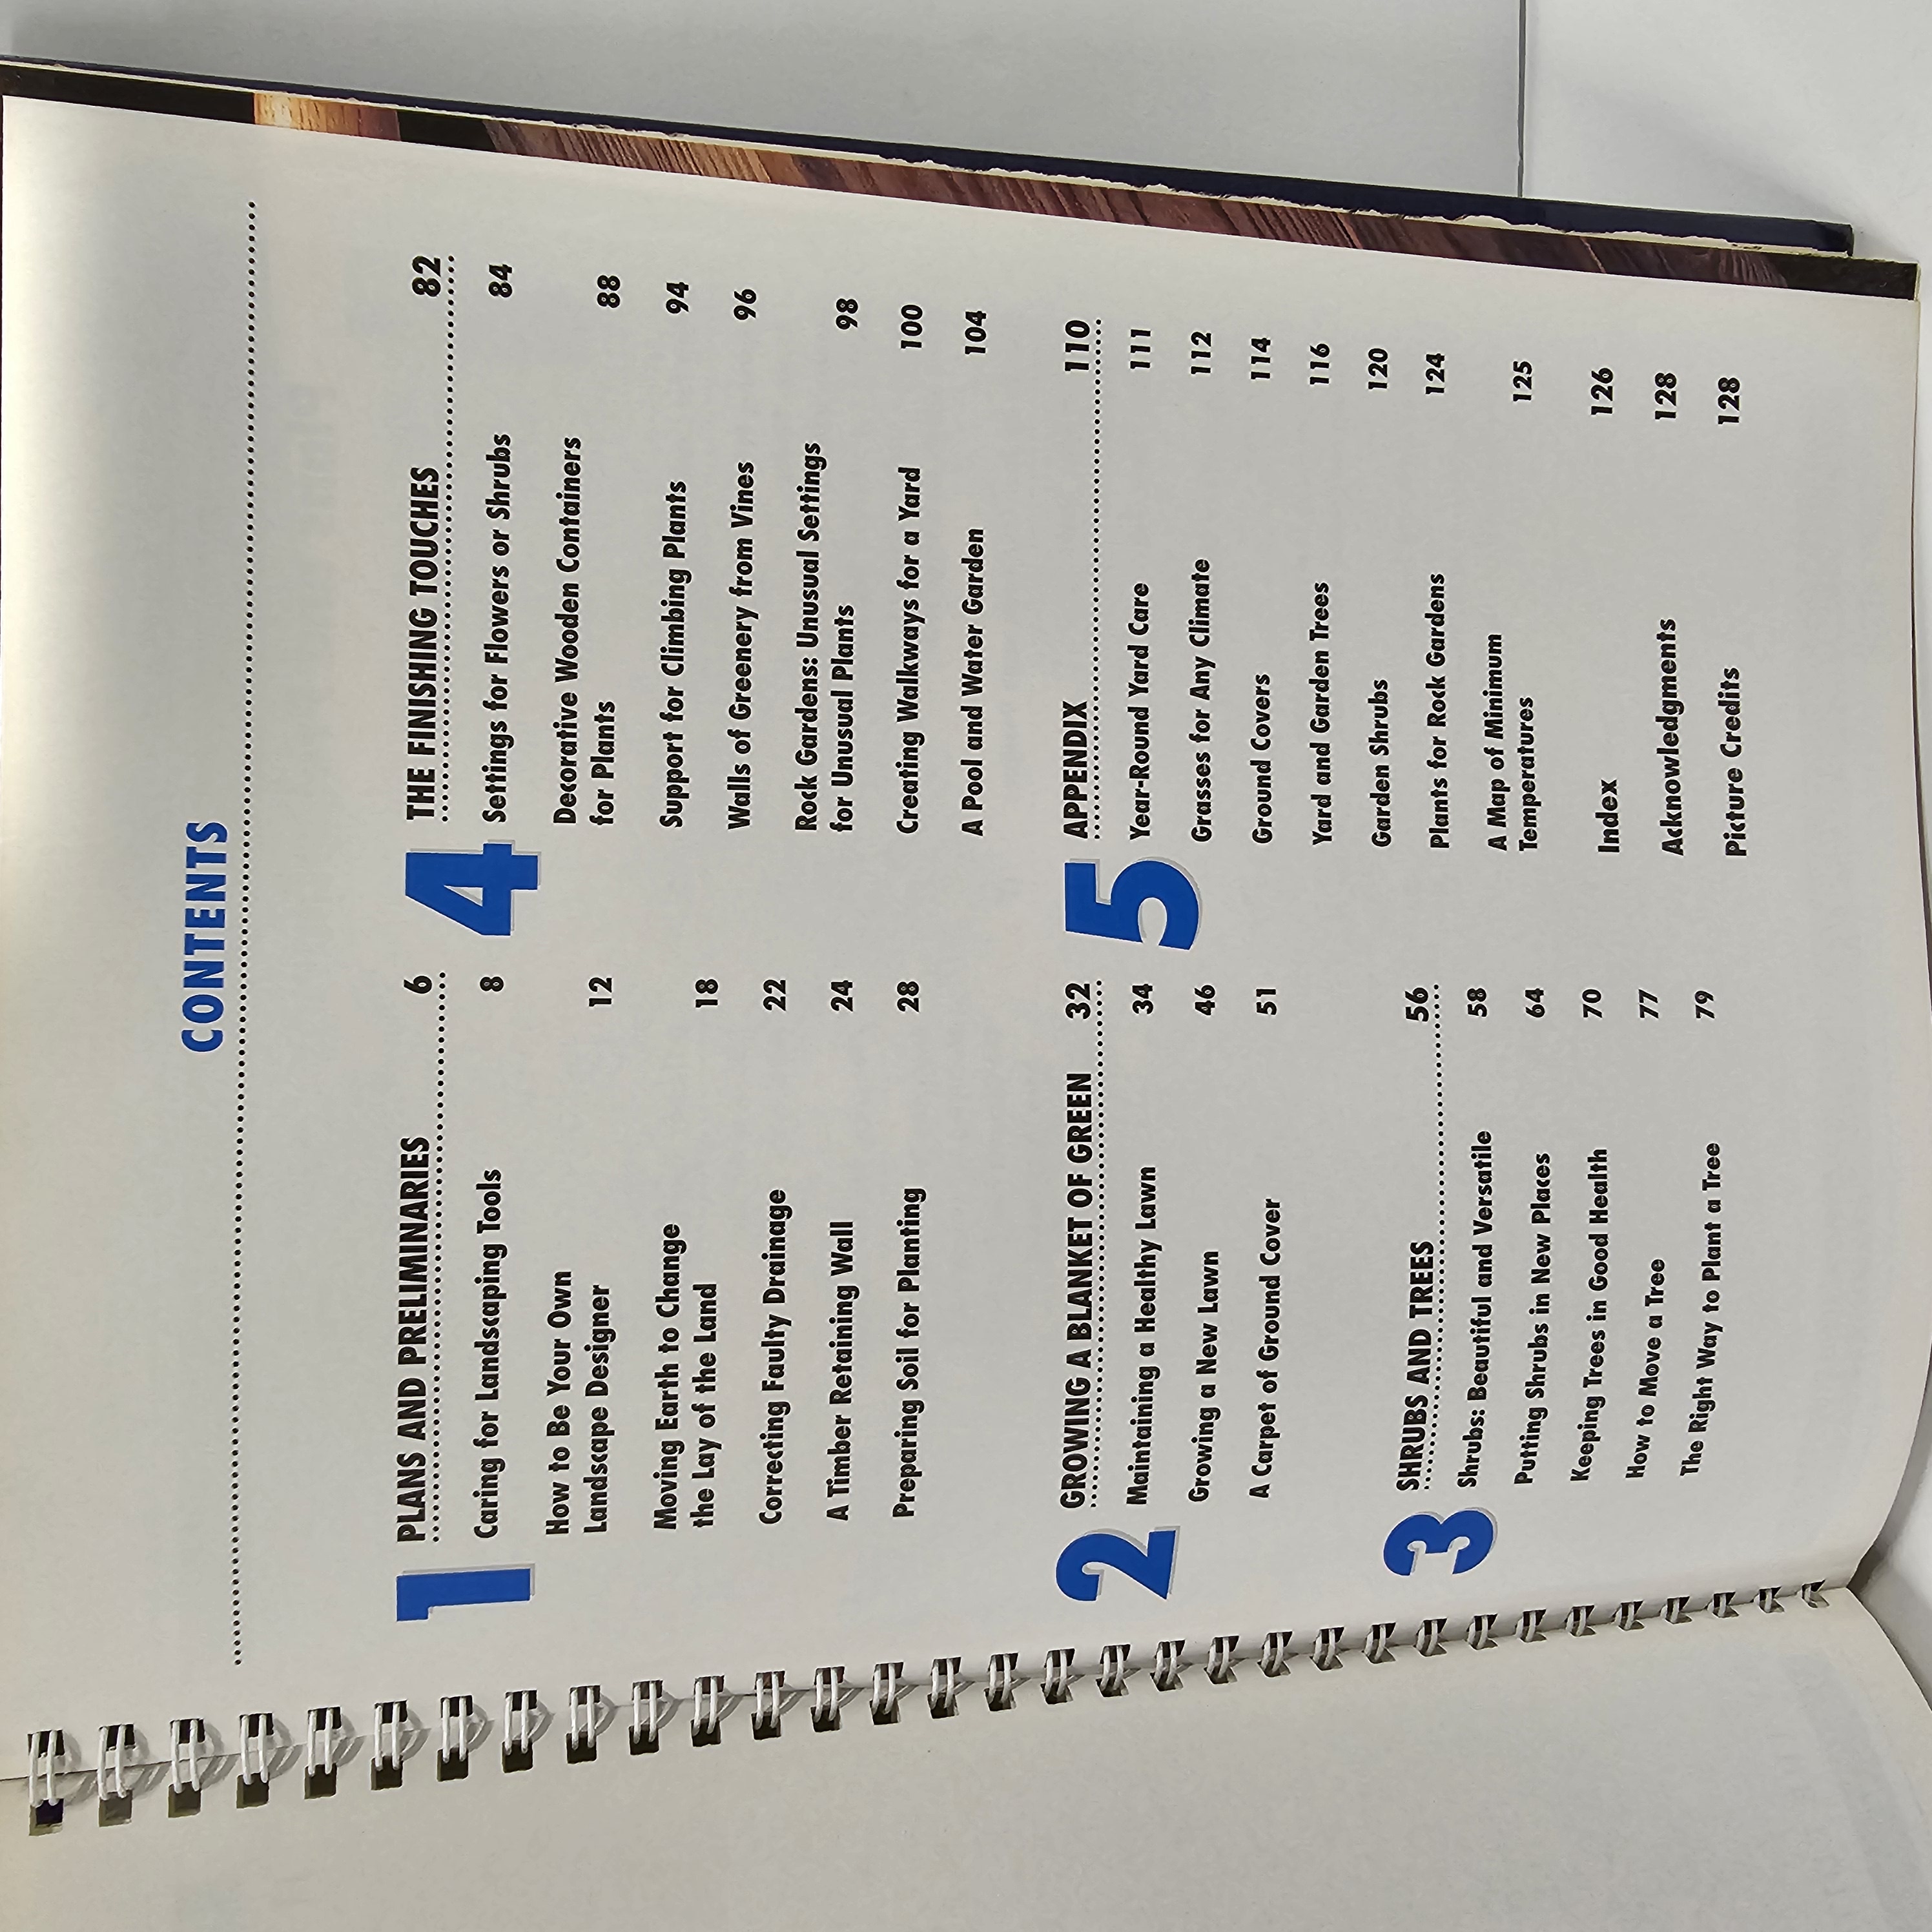 CONTENTS
1
PLANS AND PRELIMINARIES 6
Caring for Landscaping Tools 8
How to Be Your Own
Landscape Designer 12
Moving Earth to Change
the Lay of the Land 18
Correcting Faulty Drainage 22
A Timber Retaining Wall 24
Preparing Soil for Planting 28
2
GROWING A BLANKET OF GREEN 32
Maintaining a Healthy Lawn 34
Growing a New Lawn 46
A Carpet of Ground Cover 51
3
SHRUBS AND TREES 56
Shrubs: Beautiful and Versatile 58
Putting Shrubs in New Places 64
Keeping Trees in Good Health 70
How to Move a Tree 77
The Right Way to Plant a Tree 79
4
THE FINISHING TOUCHES 82
Settings for Flowers or Shrubs 84
Decorative Wooden Containers
for Plants 88
Support for Climbing Plants 94
Walls of Greenery from Vines 96
Rock Gardens: Unusual Settings
for Unusual Plants 98
Creating Walkways for a Yard 100
A Pool and Water Garden 104
5
APPENDIX 110
Year-Round Yard Care 111
Grasses for Any Climate 112
Ground Covers 114
Yard and Garden Trees 116
Garden Shrubs 120
Plants for Rock Gardens 124
A Map of Minimum
Temperatures 125
Index 126
Acknowledgments 128
Picture Credits 128